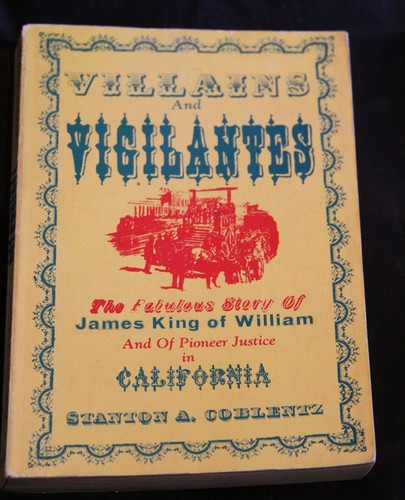 VILLAINS
And
VIGILANTES
The Fabulous Story Of
James King of William
And Of Pioneer Justice
in
CALIFORNIA
STANTON A. COBLENTZ